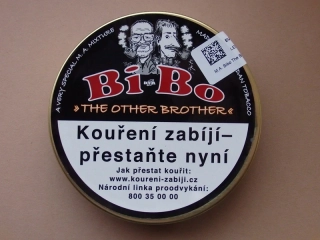 A VERY SPECIAL M.A. MIXTURE
Bi Bo
"THE OTHER BROTHER"
Kouření zabíjí–
přestaňte nyní
Jak přestat kouřit:
www.koureni-zabiji.cz
Národní linka proodvykání:
800 35 00 00